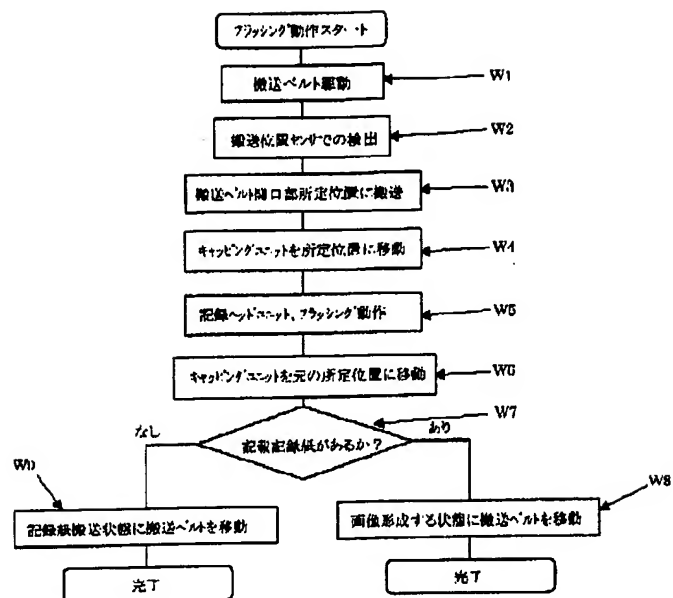 フラッシング動作スタート
搬送ベルト駆動
W1
搬送位置センサでの検出
W2
搬送ベルト開口部所定位置に搬送
W3
キャッピングユニットを所定位置に移動
W4
記録ヘッドユニット、フラッシング動作
W5
キャッピングユニットを元の所定位置に移動
W6
W7
なし
あり
記載記録紙があるか?
W9
W8
記録紙搬送状態に搬送ベルトを移動
画像形成する状態に搬送ベルトを移動
完了
完了